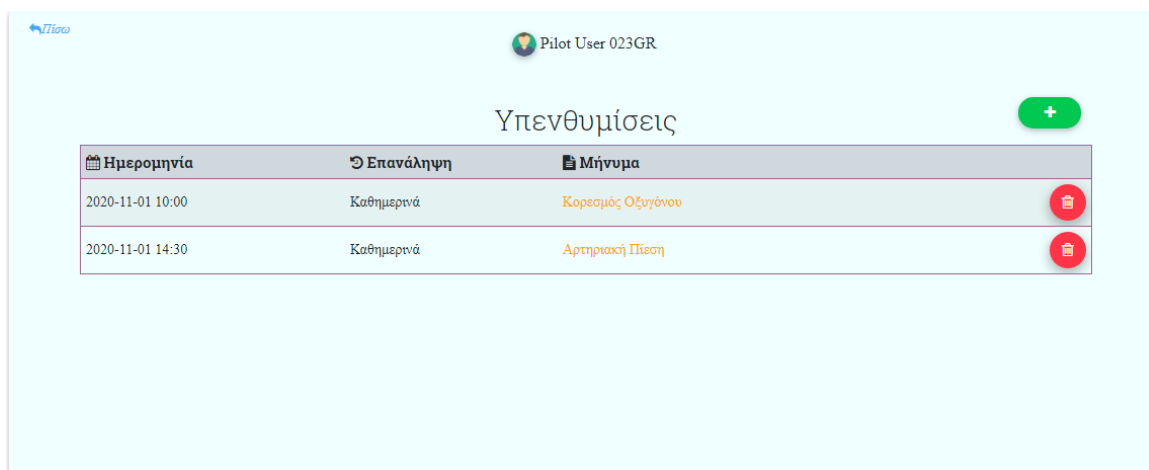 Πίσω
Pilot User 023GR
Υπενθυμίσεις
Ημερομηνία Επανάληψη Μήνυμα
2020-11-01 10:00 Καθημερινά Κορεσμός Οξυγόνου
2020-11-01 14:30 Καθημερινά Αρτηριακή Πίεση